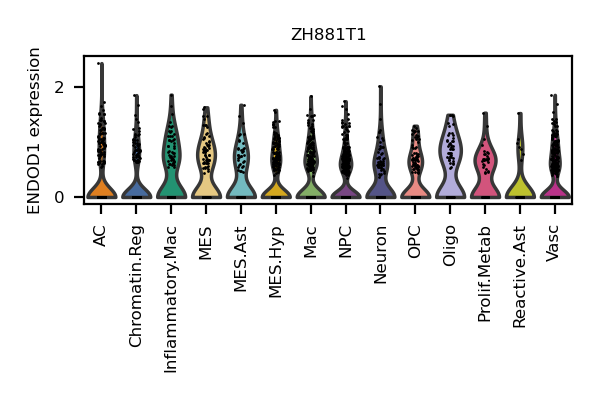 ZH881T1
ENDOD1 expression
2
0
AC
Chromatin.Reg
Inflammatory.Mac
MES
MES.Ast
MES.Hyp
Mac
NPC
Neuron
OPC
Oligo
Prolif.Metab
Reactive.Ast
Vasc